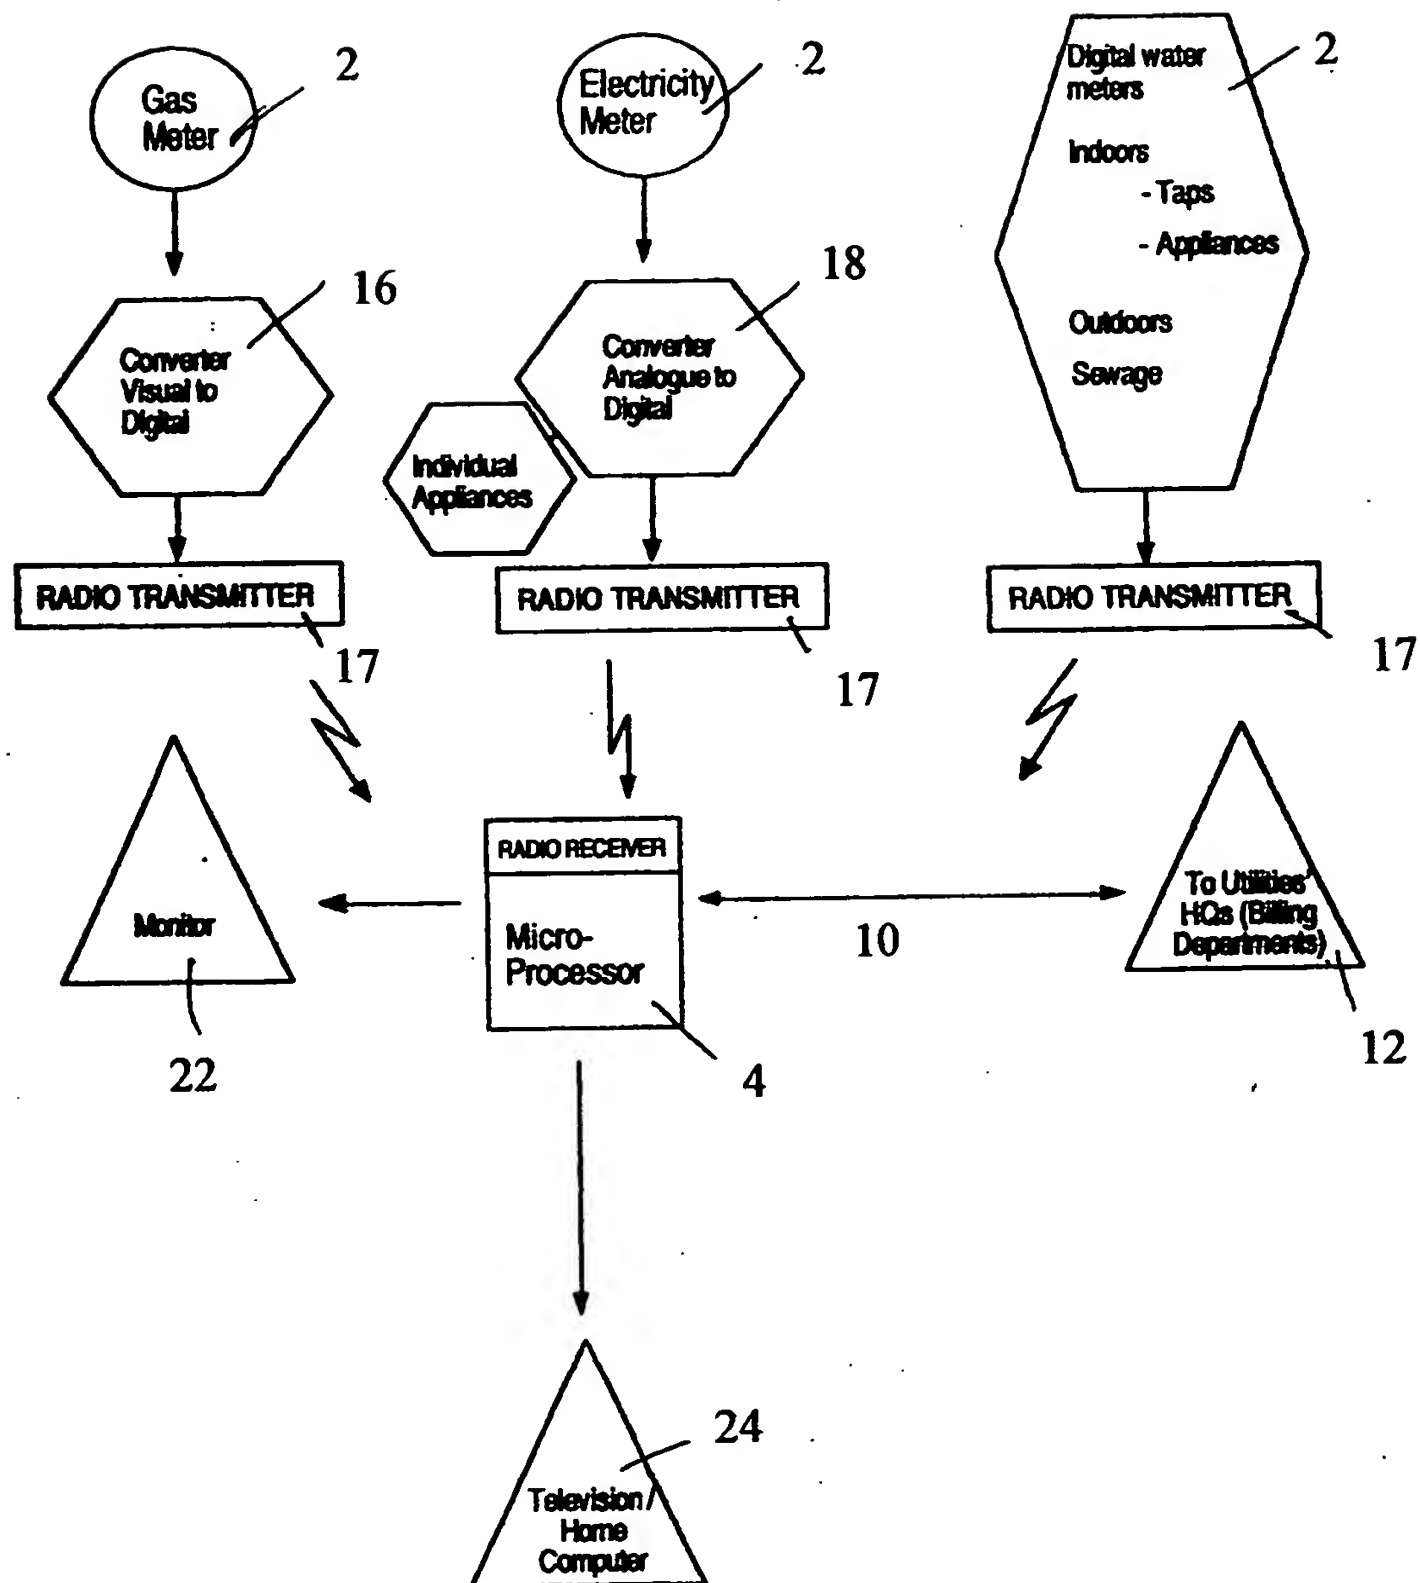 Gas
Meter
2
Electricity
Meter
2
Digital water
meters
Indoors
- Taps
- Appliances
Outdoors
Sewage
2
Converter
Visual to
Digital
16
Converter
Analogue to
Digital
18
Individual
Appliances
RADIO TRANSMITTER
17
RADIO TRANSMITTER
17
RADIO TRANSMITTER
17
Monitor
22
RADIO RECEIVER
Micro-
Processor
4
10
To Utilities'
HQs (Billing
Departments)
12
24
Television /
Home
Computer